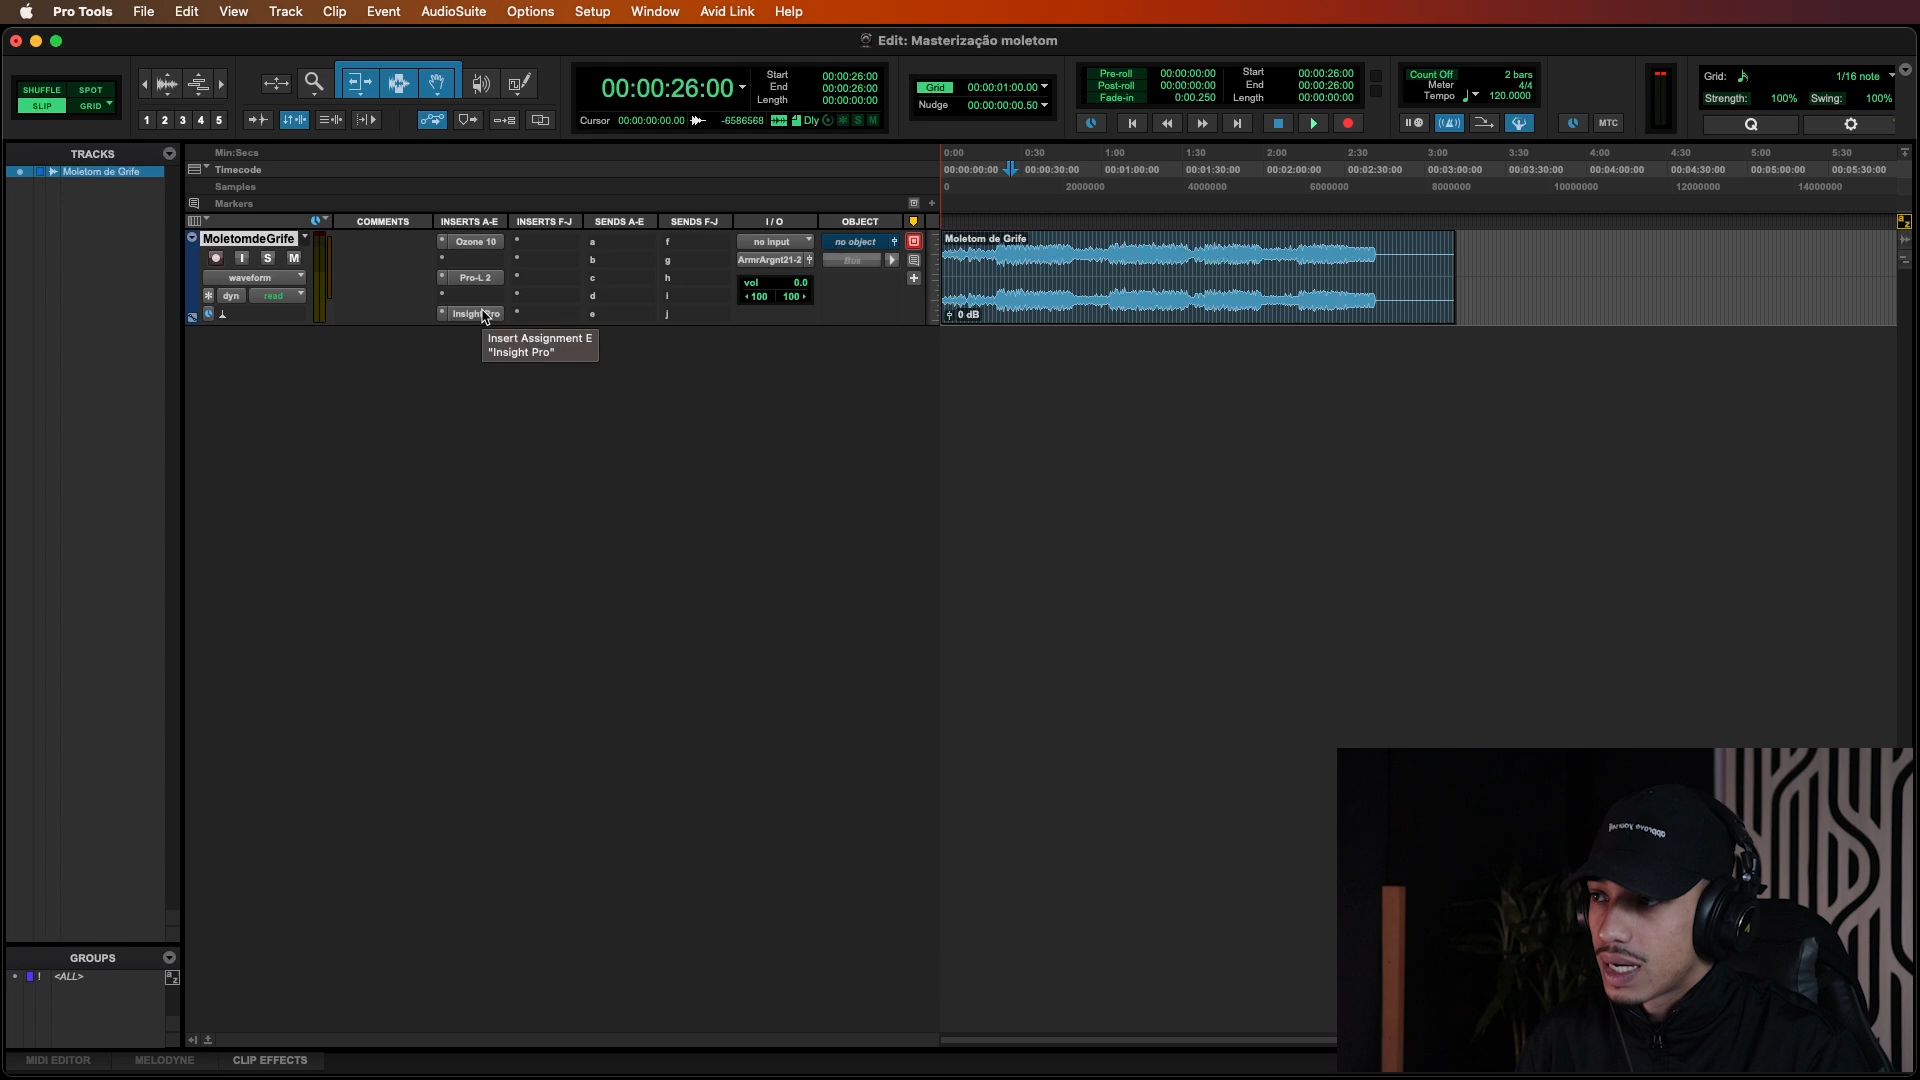 Pro Tools File Edit View Track Clip Event AudioSuite Options Setup Window Avid Link Help
Edit: Masterização moletom
SHUFFLE SPOT
SLIP GRID
1 2 3 4 5
00:00:26:00
Start 00:00:26:00
End 00:00:26:00
Length 00:00:00:00
Cursor 00:00:00:00.00 -6586568 Dly S M
Grid 00:00:01:00.00
Nudge 00:00:00:00.50
Pre-roll 00:00:00:00 Start 00:00:26:00
Post-roll 00:00:00:00 End 00:00:26:00
Fade-in 0:00.250 Length 00:00:00:00
Count Off 2 bars
Meter 4/4
Tempo 120.0000
MTC
Grid: 1/16 note
Strength: 100% Swing: 100%
Q
TRACKS
Moletom de Grife
Min:Secs
Timecode
Samples
Markers
0:00 0:30 1:00 1:30 2:00 2:30 3:00 3:30 4:00 4:30 5:00 5:30
00:00:00:00 00:00:30:00 00:01:00:00 00:01:30:00 00:02:00:00 00:02:30:00 00:03:00:00 00:03:30:00 00:04:00:00 00:04:30:00 00:05:00:00 00:05:30:00
0 2000000 4000000 6000000 8000000 10000000 12000000 14000000
COMMENTS INSERTS A-E INSERTS F-J SENDS A-E SENDS F-J I / O OBJECT
MoletomdeGrife
I S M
waveform
dyn read
Ozone 10
Pro-L 2
Insight Pro
a f
b g
c h
d i
e j
no input
ArmrArgnt21-2
vol 0.0
100 100
no object
Bus
Moletom de Grife
0 dB
a z
Insert Assignment E
"Insight Pro"
GROUPS
! <ALL>
a z
MIDI EDITOR MELODYNE CLIP EFFECTS